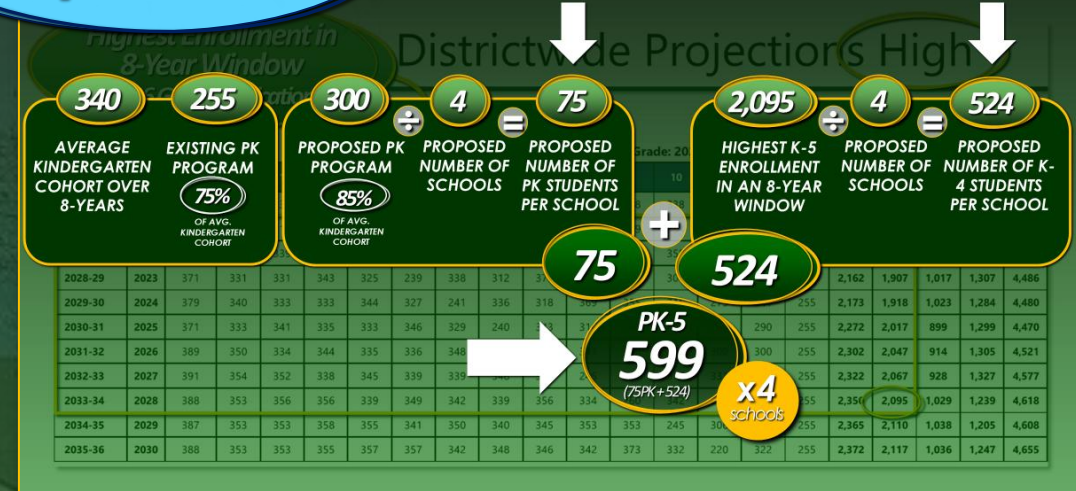 Highest Enrollment in
8-Year Window
Districtwide Projections High
340
255
300
÷
4
=
75
2,095
÷
4
=
524
AVERAGE
KINDERGARTEN
COHORT OVER
8-YEARS
EXISTING PK
PROGRAM
75%
OF AVG.
KINDERGARTEN
COHORT
PROPOSED PK
PROGRAM
85%
OF AVG.
KINDERGARTEN
COHORT
PROPOSED
NUMBER OF
SCHOOLS
PROPOSED
NUMBER OF
PK STUDENTS
PER SCHOOL
HIGHEST K-5
ENROLLMENT
IN AN 8-YEAR
WINDOW
PROPOSED
NUMBER OF
SCHOOLS
PROPOSED
NUMBER OF K-
4 STUDENTS
PER SCHOOL
Grade: 20
10
75
+
524
PK-5
599
(75PK+524)
x4
schools
2028-29 2023 371 331 331 343 325 239 338 312 2,162 1,907 1,017 1,307 4,486
2029-30 2024 379 340 333 333 344 327 241 336 318 255 2,173 1,918 1,023 1,284 4,480
2030-31 2025 371 333 341 335 333 346 329 240 290 255 2,272 2,017 899 1,299 4,470
2031-32 2026 389 350 334 344 335 336 348 300 255 2,302 2,047 914 1,305 4,521
2032-33 2027 391 354 352 338 345 339 339 255 2,322 2,067 928 1,327 4,577
2033-34 2028 388 353 356 356 339 349 342 339 356 334 2,350 2,095 1,029 1,239 4,618
2034-35 2029 387 353 353 358 355 341 350 340 345 353 353 245 255 2,365 2,110 1,038 1,205 4,608
2035-36 2030 388 353 353 355 357 357 342 348 346 342 373 332 220 322 255 2,372 2,117 1,036 1,247 4,655